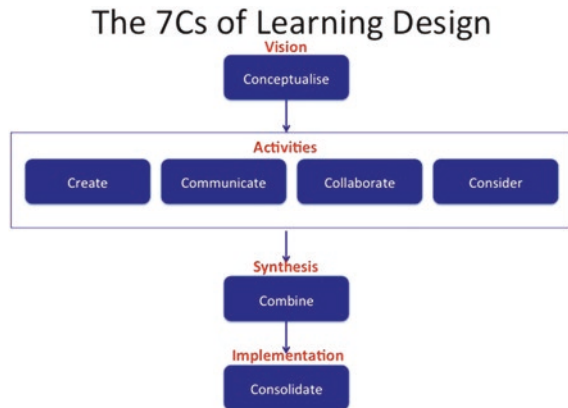 The 7Cs of Learning Design
Vision
Conceptualise
Activities
Create Communicate Collaborate Consider
Synthesis
Combine
Implementation
Consolidate